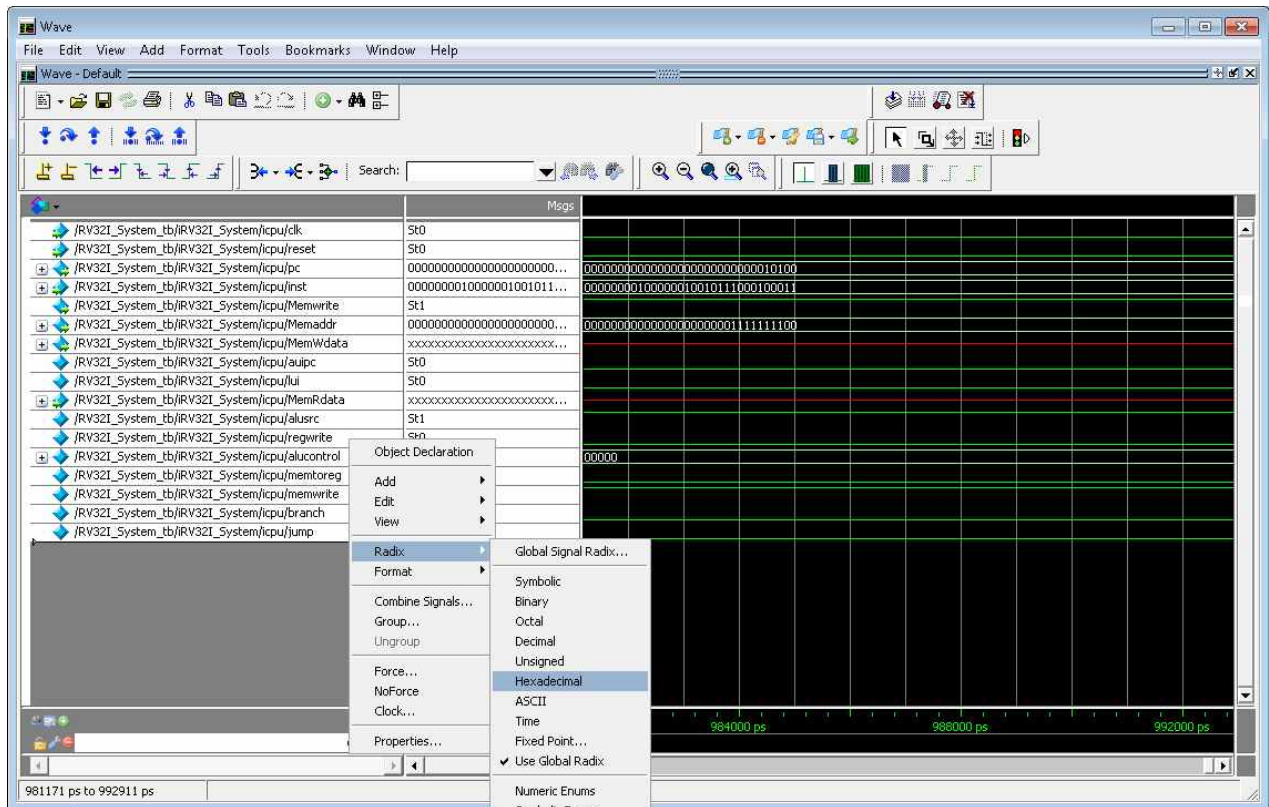 Wave
File Edit View Add Format Tools Bookmarks Window Help
Wave - Default
Search:
Msgs
/RV32I_System_tb/iRV32I_System/icpu/clk St0
/RV32I_System_tb/iRV32I_System/icpu/reset St0
/RV32I_System_tb/iRV32I_System/icpu/pc 0000000000000000000000... 00000000000000000000000000010100
/RV32I_System_tb/iRV32I_System/icpu/inst 0000000010000001001011... 00000000100000010010111000100011
/RV32I_System_tb/iRV32I_System/icpu/Memwrite St1
/RV32I_System_tb/iRV32I_System/icpu/Memaddr 0000000000000000000000... 00000000000000000000001111111100
/RV32I_System_tb/iRV32I_System/icpu/MemWdata xxxxxxxxxxxxxxxxxxxxxx...
/RV32I_System_tb/iRV32I_System/icpu/auipc St0
/RV32I_System_tb/iRV32I_System/icpu/lui St0
/RV32I_System_tb/iRV32I_System/icpu/MemRdata xxxxxxxxxxxxxxxxxxxxxx...
/RV32I_System_tb/iRV32I_System/icpu/alusrc St1
/RV32I_System_tb/iRV32I_System/icpu/regwrite St0
/RV32I_System_tb/iRV32I_System/icpu/alucontrol 00000
/RV32I_System_tb/iRV32I_System/icpu/memtoreg
/RV32I_System_tb/iRV32I_System/icpu/memwrite
/RV32I_System_tb/iRV32I_System/icpu/branch
/RV32I_System_tb/iRV32I_System/icpu/jump
Object Declaration
Add
Edit
View
Radix
Format
Combine Signals...
Group...
Ungroup
Force...
NoForce
Clock...
Properties...
Global Signal Radix...
Symbolic
Binary
Octal
Decimal
Unsigned
Hexadecimal
ASCII
Time
Fixed Point...
Use Global Radix
Numeric Enums
984000 ps 988000 ps 992000 ps
981171 ps to 992911 ps